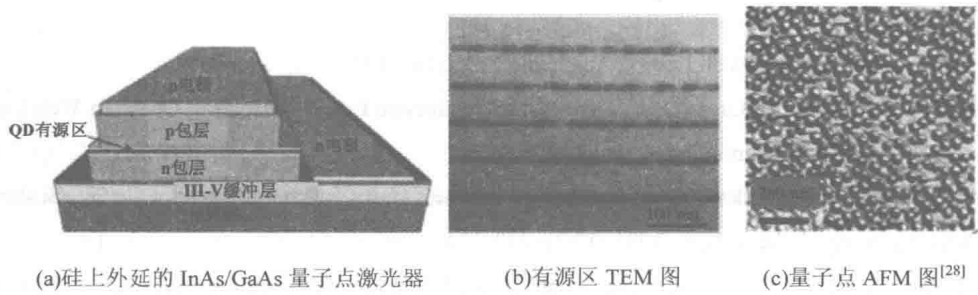 p电极
p包层
QD有源区
n电极
n包层
III-V缓冲层
100 nm
(a)硅上外延的 InAs/GaAs 量子点激光器
(b)有源区 TEM 图
(c)量子点 AFM 图[28]